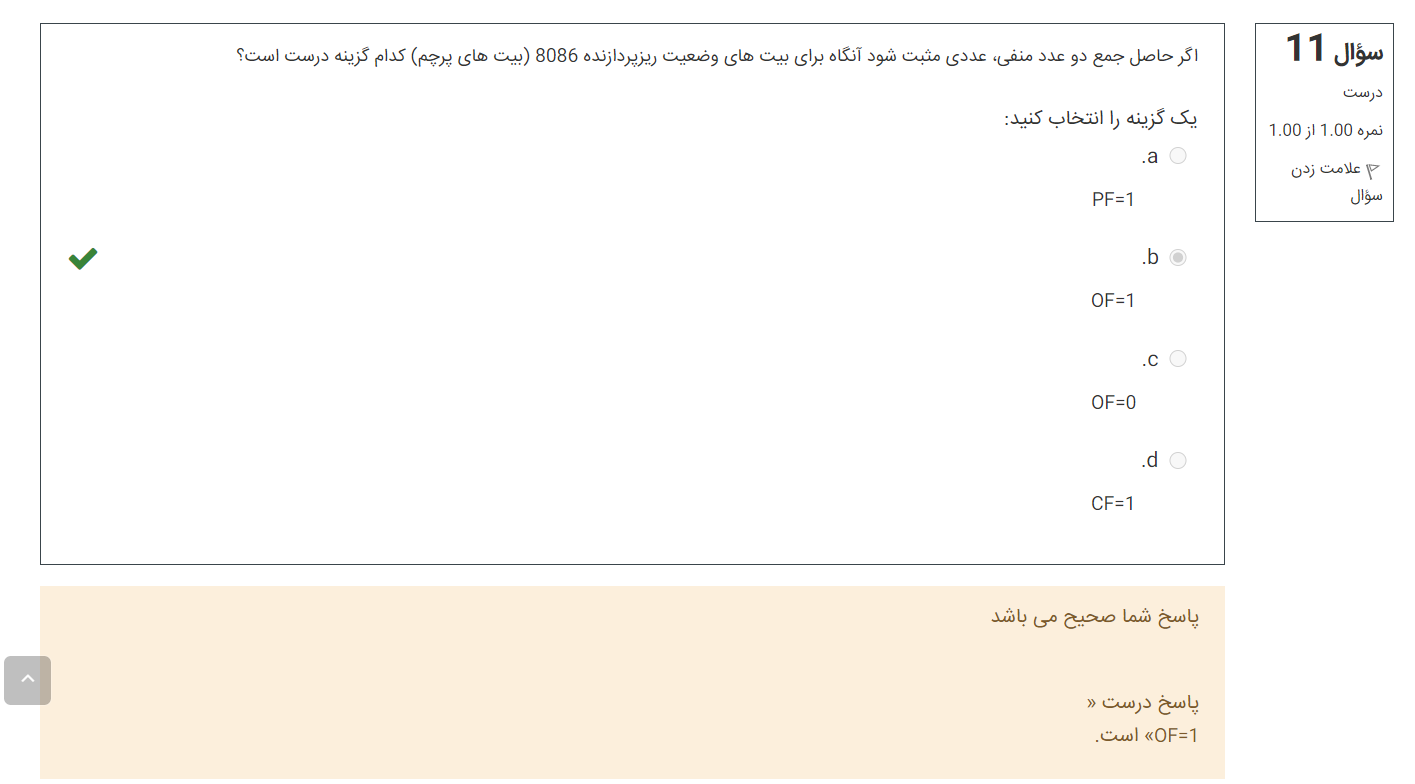 سؤال 11
درست
نمره 1.00 از 1.00
علامت زدن
سؤال
اگر حاصل جمع دو عدد منفی، عددی مثبت شود آنگاه برای بیت های وضعیت ریزپردازنده 8086 (بیت های پرچم) کدام گزینه درست است؟
یک گزینه را انتخاب کنید:
a.
PF=1
b.
OF=1
c.
OF=0
d.
CF=1
پاسخ شما صحیح می باشد
پاسخ درست «
OF=1» است.